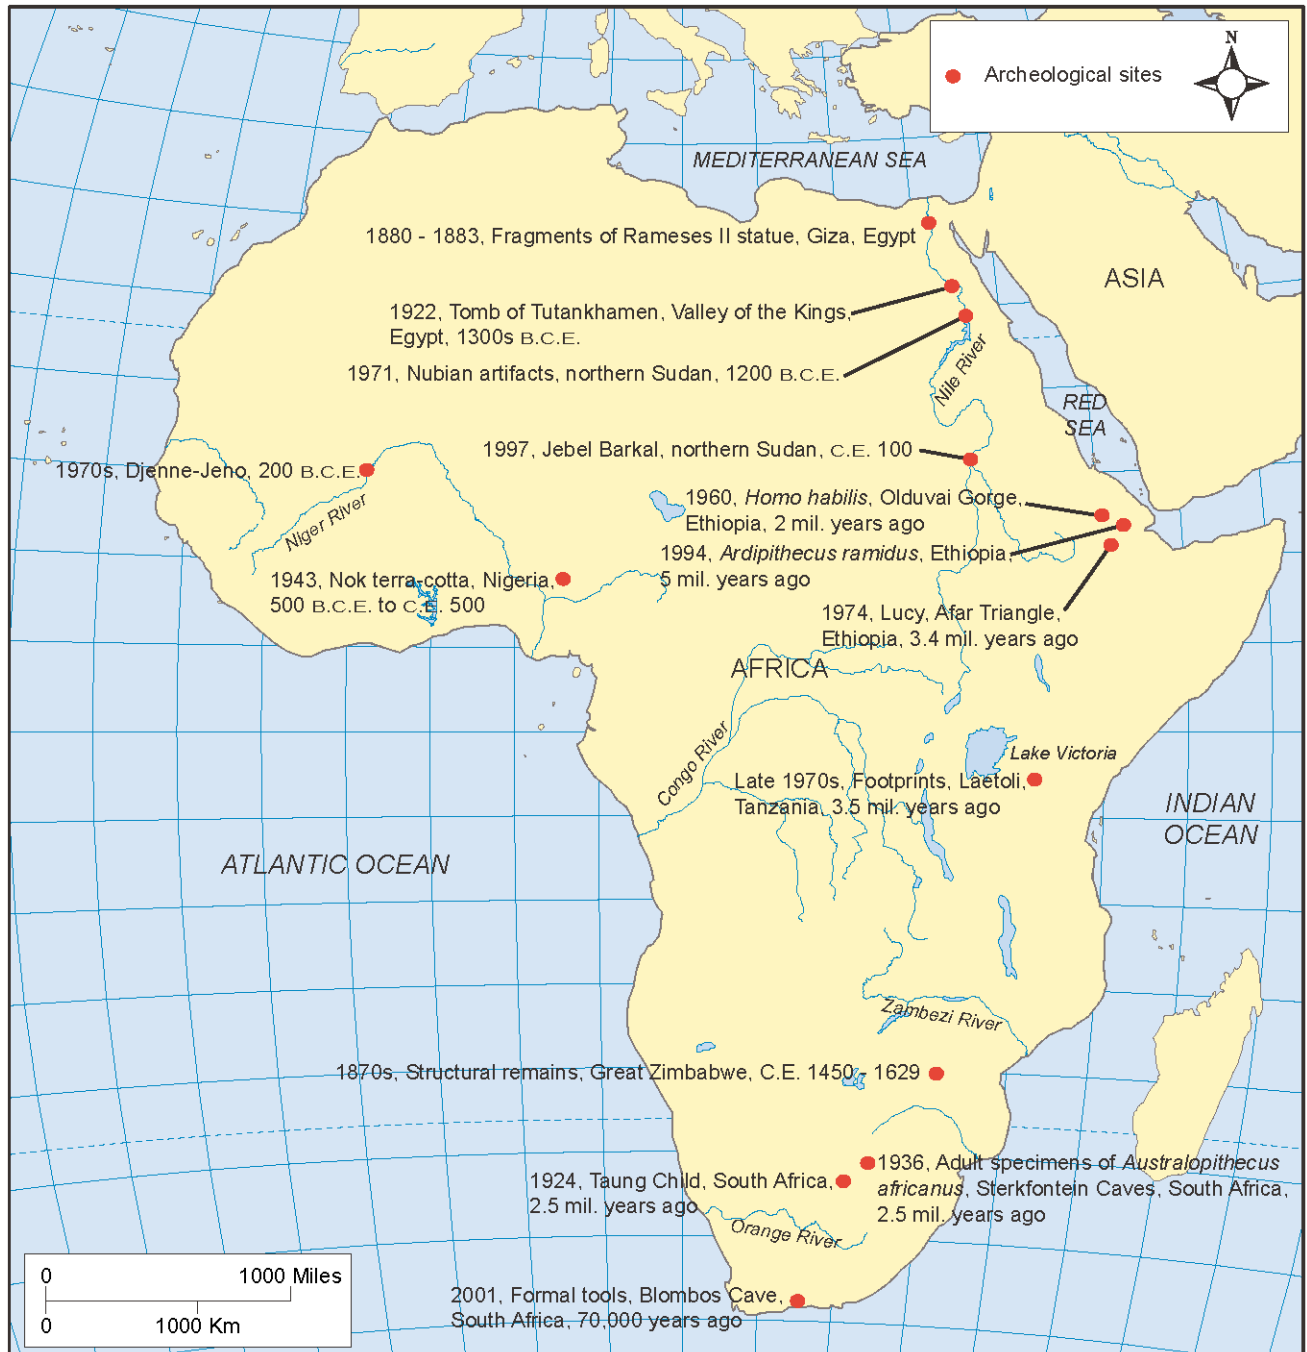 N
Archeological sites
MEDITERRANEAN SEA
1880 - 1883, Fragments of Rameses II statue, Giza, Egypt
ASIA
1922, Tomb of Tutankhamen, Valley of the Kings,
Egypt, 1300s B.C.E.
1971, Nubian artifacts, northern Sudan, 1200 B.C.E.
Nile River
RED
SEA
1997, Jebel Barkal, northern Sudan, C.E. 100
1970s, Djenne-Jeno, 200 B.C.E.
Niger River
1960, Homo habilis, Olduvai Gorge,
Ethiopia, 2 mil. years ago
1994, Ardipithecus ramidus, Ethiopia,
5 mil. years ago
1943, Nok terra-cotta, Nigeria,
500 B.C.E. to C.E. 500
1974, Lucy, Afar Triangle,
Ethiopia, 3.4 mil. years ago
AFRICA
Congo River
Lake Victoria
Late 1970s, Footprints, Laetoli,
Tanzania, 3.5 mil. years ago
INDIAN
OCEAN
ATLANTIC OCEAN
Zambezi River
1870s, Structural remains, Great Zimbabwe, C.E. 1450 - 1629
1924, Taung Child, South Africa,
2.5 mil. years ago
1936, Adult specimens of Australopithecus
africanus, Sterkfontein Caves, South Africa,
2.5 mil. years ago
Orange River
2001, Formal tools, Blombos Cave,
South Africa, 70,000 years ago
0 1000 Miles
0 1000 Km